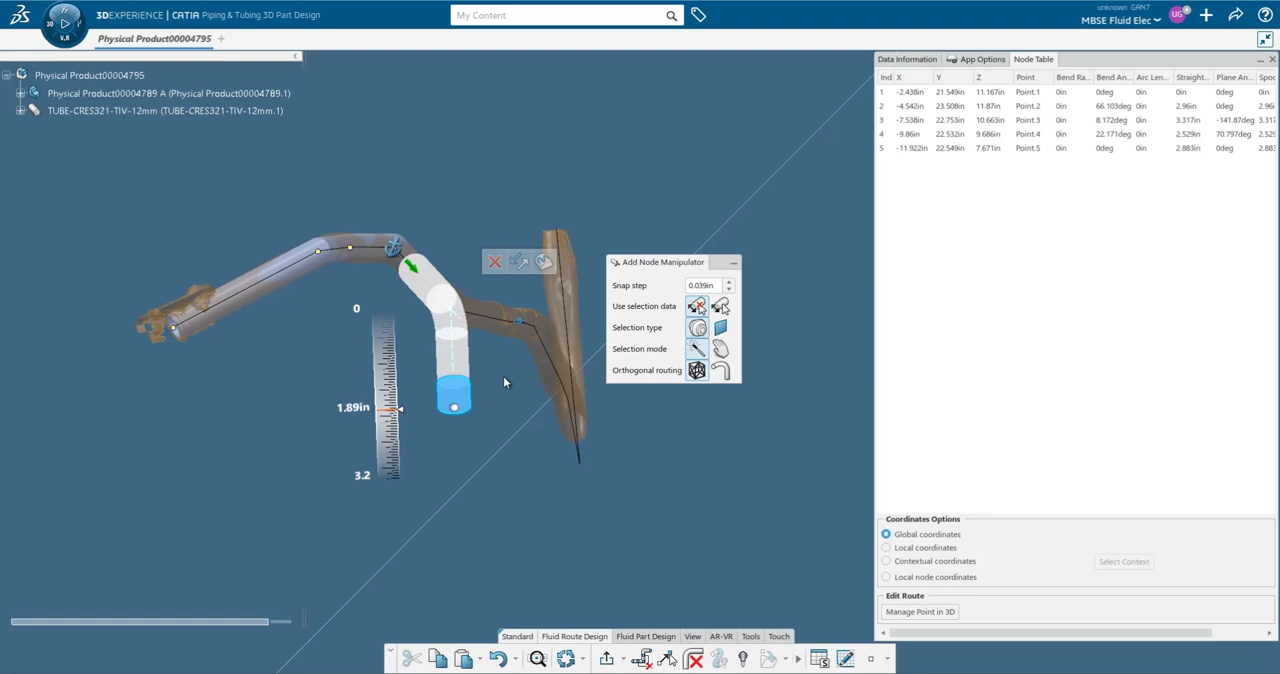 3DEXPERIENCE | CATIA Piping & Tubing 3D Part Design
My Content
unknown GAN7
MBSE Fluid Elec
UG
3D
V.R
Physical Product00004795 +
Physical Product00004795
Physical Product00004789 A (Physical Product00004789.1)
TUBE-CRES321-TIV-12mm (TUBE-CRES321-TIV-12mm.1)
Data Information App Options Node Table
Ind X Y Z Point Bend Ra... Bend An... Arc Len... Straight... Plane An... Spoo
1 -2.438in 21.549in 11.167in Point.1 0in 0deg 0in 0in 0deg 0in
2 -4.542in 23.508in 11.87in Point.2 0in 66.103deg 0in 2.96in 0deg 2.96i
3 -7.538in 22.753in 10.663in Point.3 0in 8.172deg 0in 3.317in -141.87deg 3.317
4 -9.86in 22.532in 9.686in Point.4 0in 22.171deg 0in 2.529in 70.797deg 2.529
5 -11.922in 22.549in 7.671in Point.5 0in 0deg 0in 2.883in 0deg 2.883
Add Node Manipulator
Snap step 0.039in
Use selection data
Selection type
Selection mode
Orthogonal routing
0
1.89in
3.2
Coordinates Options
Global coordinates
Local coordinates
Contextual coordinates
Select Context
Local node coordinates
Edit Route
Manage Point in 3D
Standard Fluid Route Design Fluid Part Design View AR-VR Tools Touch